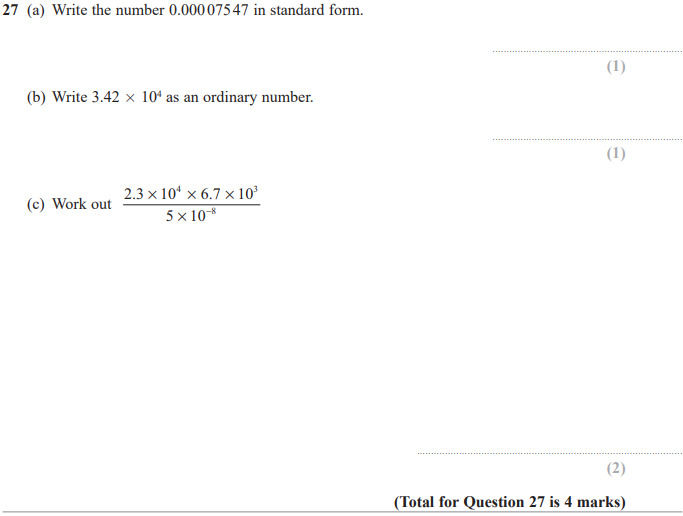 27 (a) Write the number 0.00007547 in standard form.
(1)
(b) Write 3.42 × 10⁴ as an ordinary number.
(1)
(c) Work out (2.3 × 10⁴ × 6.7 × 10³) / (5 × 10⁻⁸)
(2)
(Total for Question 27 is 4 marks)